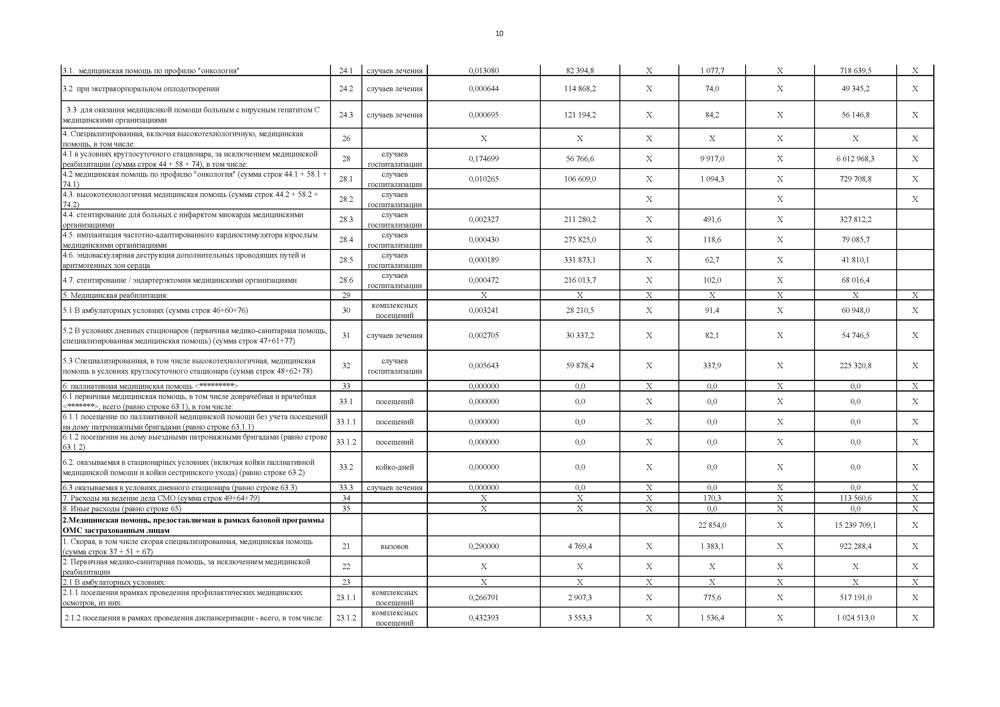 10
3.1. медицинская помощь по профилю "онкология" 24.1 случаев лечения 0,013080 82 394,8 X 1 077,7 X 718 639,5 X
3.2 при экстракорпоральном оплодотворении 24.2 случаев лечения 0,000644 114 868,2 X 74,0 X 49 345,2 X
3.3 для оказания медициснкой помощи больным с вирусным гепатитом С
медицинскими организациями 24.3 случаев лечения 0,000695 121 194,2 X 84,2 X 56 146,8 X
4. Специализированная, включая высокотехнологичную, медицинская
помощь, в том числе: 26 X X X X X X X
4.1 в условиях круглосуточного стационара, за исключением медицинской
реабилитации (сумма строк 44 + 58 + 74), в том числе: 28 случаев
госпитализации 0,174699 56 766,6 X 9 917,0 X 6 612 968,3 X
4.2 медицинская помощь по профилю "онкология" (сумма строк 44.1 + 58.1 +
74.1) 28.1 случаев
госпитализации 0,010265 106 609,0 X 1 094,3 X 729 708,8 X
4.3. высокотехнологичная медицинская помощь (сумма строк 44.2 + 58.2 +
74.2) 28.2 случаев
госпитализации X X X
4.4. стентирование для больных с инфарктом миокарда медицинскими
организациями 28.3 случаев
госпитализации 0,002327 211 280,2 X 491,6 X 327 812,2
4.5. имплантация частотно-адаптированного кардиостимулятора взрослым
медицинскими организациями 28.4 случаев
госпитализации 0,000430 275 825,0 X 118,6 X 79 085,7
4.6. эндоваскулярная деструкция дополнительных проводящих путей и
аритмогенных зон сердца 28.5 случаев
госпитализации 0,000189 331 873,1 X 62,7 X 41 810,1
4.7. стентирование / эндартерэктомия медицинскими организациями 28.6 случаев
госпитализации 0,000472 216 013,7 X 102,0 X 68 016,4
5. Медицинская реабилитация: 29 X X X X X X X
5.1 В амбулаторных условиях (сумма строк 46+60+76) 30 комплексных
посещений 0,003241 28 210,5 X 91,4 X 60 948,0 X
5.2 В условиях дневных стационаров (первичная медико-санитарная помощь,
специализированная медицинская помощь) (сумма строк 47+61+77) 31 случаев лечения 0,002705 30 337,2 X 82,1 X 54 746,5 X
5.3 Специализированная, в том числе высокотехнологичная, медицинская
помощь в условиях круглосуточного стационара (сумма строк 48+62+78) 32 случаев
госпитализации 0,005643 59 878,4 X 337,9 X 225 320,8 X
6. паллиативная медицинская помощь <*********> 33 0,000000 0,0 X 0,0 X 0,0 X
6.1 первичная медицинская помощь, в том числе доврачебная и врачебная
<*******>, всего (равно строке 63.1), в том числе: 33.1 посещений 0,000000 0,0 X 0,0 X 0,0 X
6.1.1 посещение по паллиативной медицинской помощи без учета посещений
на дому патронажными бригадами (равно строке 63.1.1) 33.1.1 посещений 0,000000 0,0 X 0,0 X 0,0 X
6.1.2 посещения на дому выездными патронажными бригадами (равно строке
63.1.2) 33.1.2 посещений 0,000000 0,0 X 0,0 X 0,0 X
6.2. оказываемая в стационарных условиях (включая койки паллиативной
медицинской помощи и койки сестринского ухода) (равно строке 63.2) 33.2 койко-дней 0,000000 0,0 X 0,0 X 0,0 X
6.3 оказываемая в условиях дневного стационара (равно строке 63.3) 33.3 случаев лечения 0,000000 0,0 X 0,0 X 0,0 X
7. Расходы на ведение дела СМО (сумма строк 49+64+79) 34 X X X 170,3 X 113 560,6 X
8. Иные расходы (равно строке 65) 35 X X X 0,0 X 0,0 X
2.Медицинская помощь, предоставляемая в рамках базовой программы
ОМС застрахованным лицам 22 854,0 X 15 239 709,1 X
1. Скорая, в том числе скорая специализированная, медицинская помощь
(сумма строк 37 + 51 + 67) 21 вызовов 0,290000 4 769,4 X 1 383,1 X 922 288,4 X
2. Первичная медико-санитарная помощь, за исключением медицинской
реабилитации 22 X X X X X X X
2.1 В амбулаторных условиях: 23 X X X X X X X
2.1.1 посещения врамках проведения профилактических медицинских
осмотров, из них: 23.1.1 комплексных
посещений 0,266791 2 907,3 X 775,6 X 517 191,0 X
2.1.2 посещения в рамках проведения диспансеризации - всего, в том числе: 23.1.2 комплексных
посещений 0,432393 3 553,3 X 1 536,4 X 1 024 513,0 X